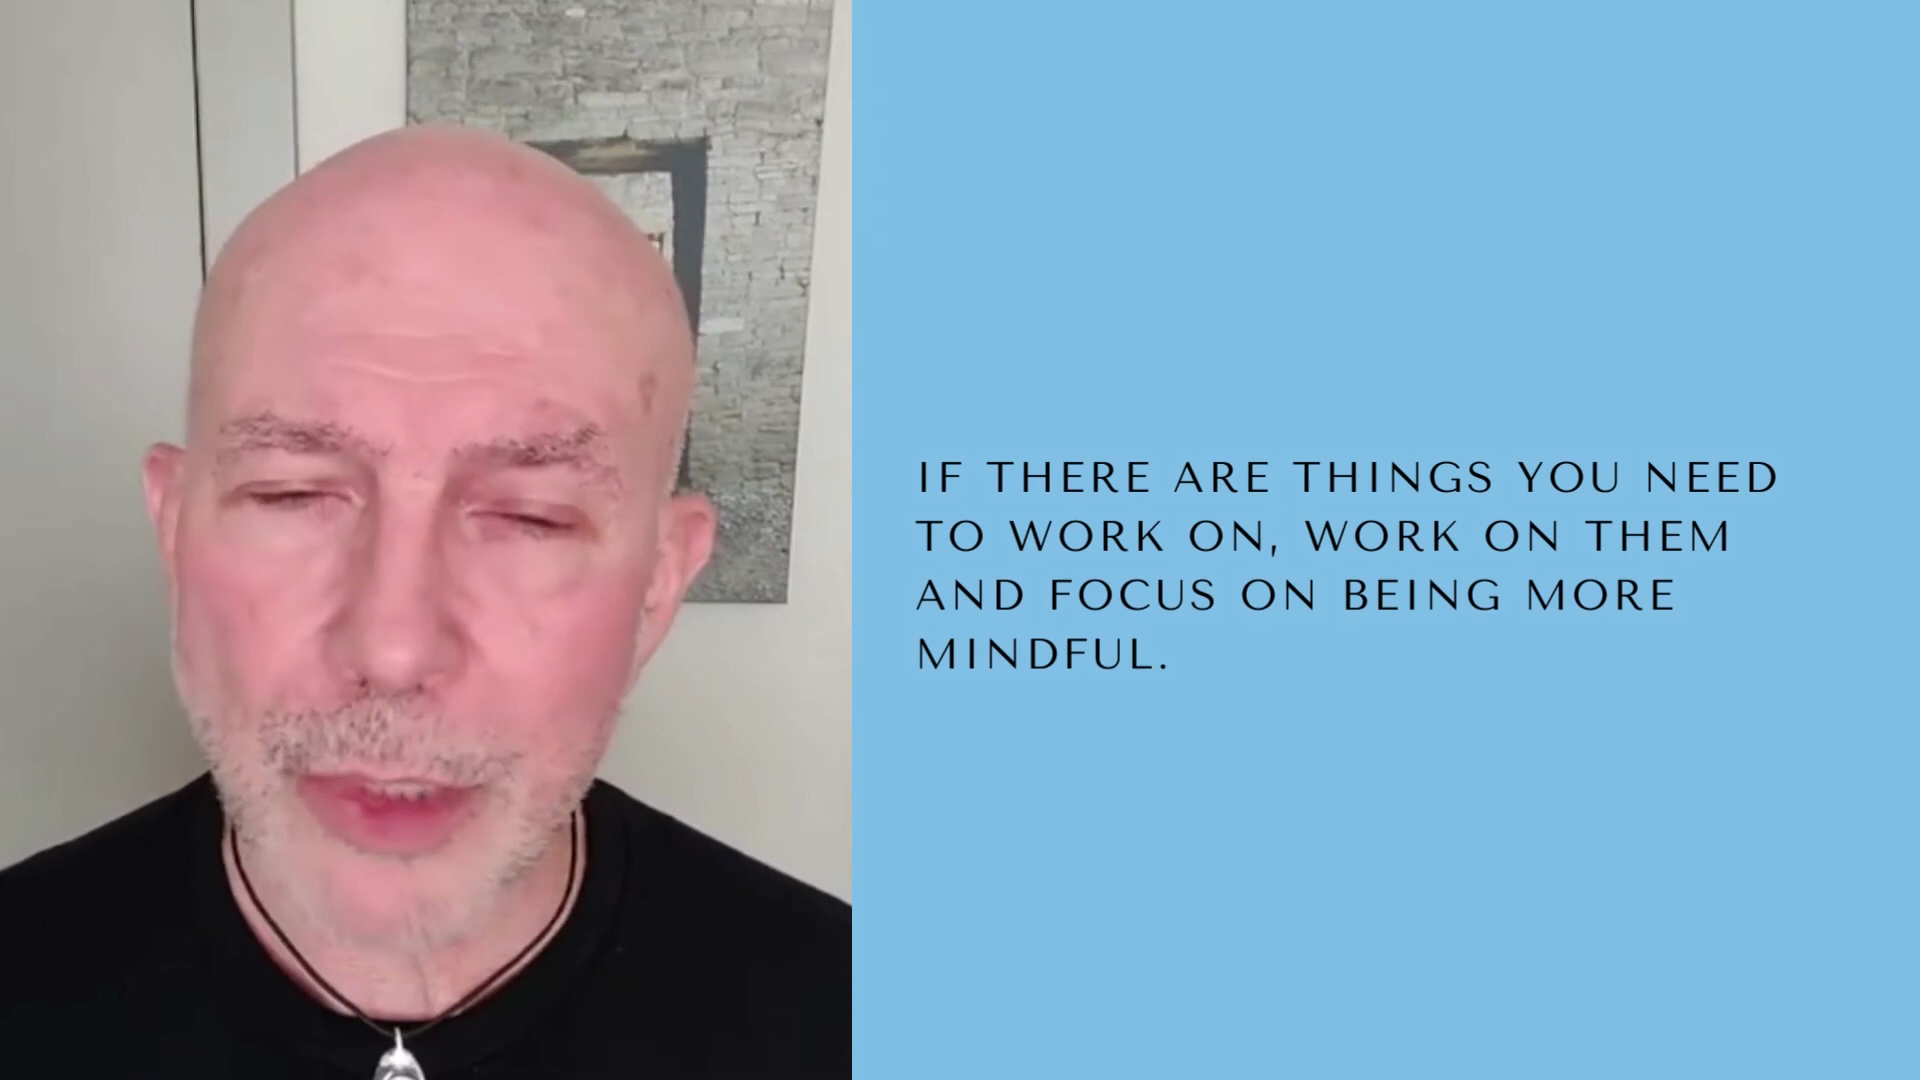 IF THERE ARE THINGS YOU NEED
TO WORK ON, WORK ON THEM
AND FOCUS ON BEING MORE
MINDFUL.